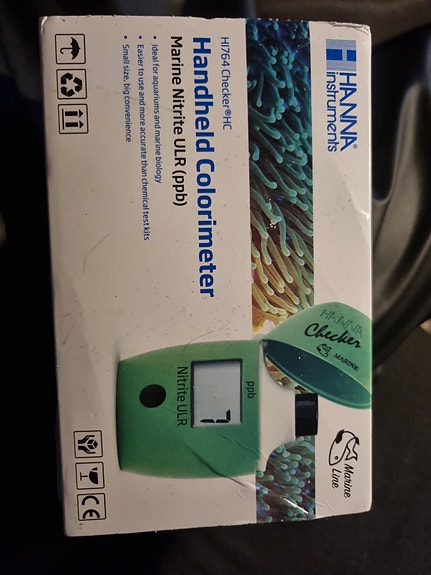 HANNA®
instruments
HI764 Checker®HC
Handheld Colorimeter
Marine Nitrite ULR (ppb)
• Ideal for aquariums and marine biology
• Easier to use and more accurate than chemical test kits
• Small size, big convenience
HANNA
Checker
MARINE
ppb
7
Nitrite ULR
Marine
Line
CE